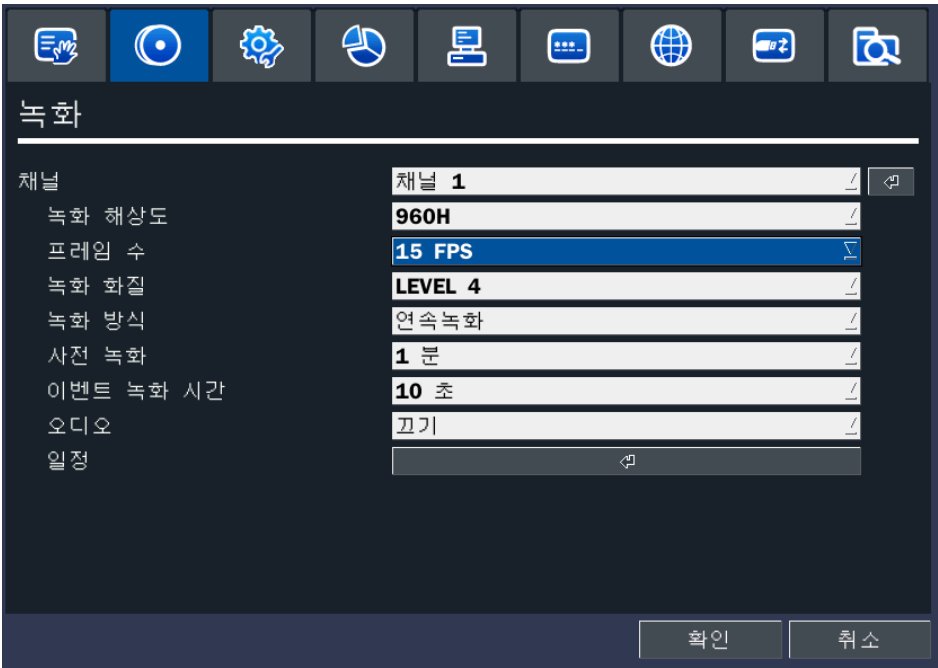 녹화
채널 채널 1
녹화 해상도 960H
프레임 수 15 FPS
녹화 화질 LEVEL 4
녹화 방식 연속녹화
사전 녹화 1 분
이벤트 녹화 시간 10 초
오디오 끄기
일정
확인 취소